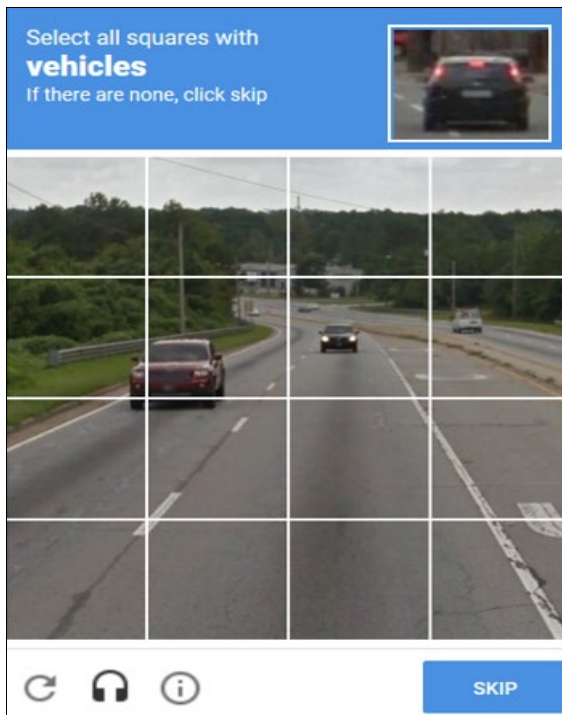 Select all squares with
vehicles
If there are none, click skip
SKIP